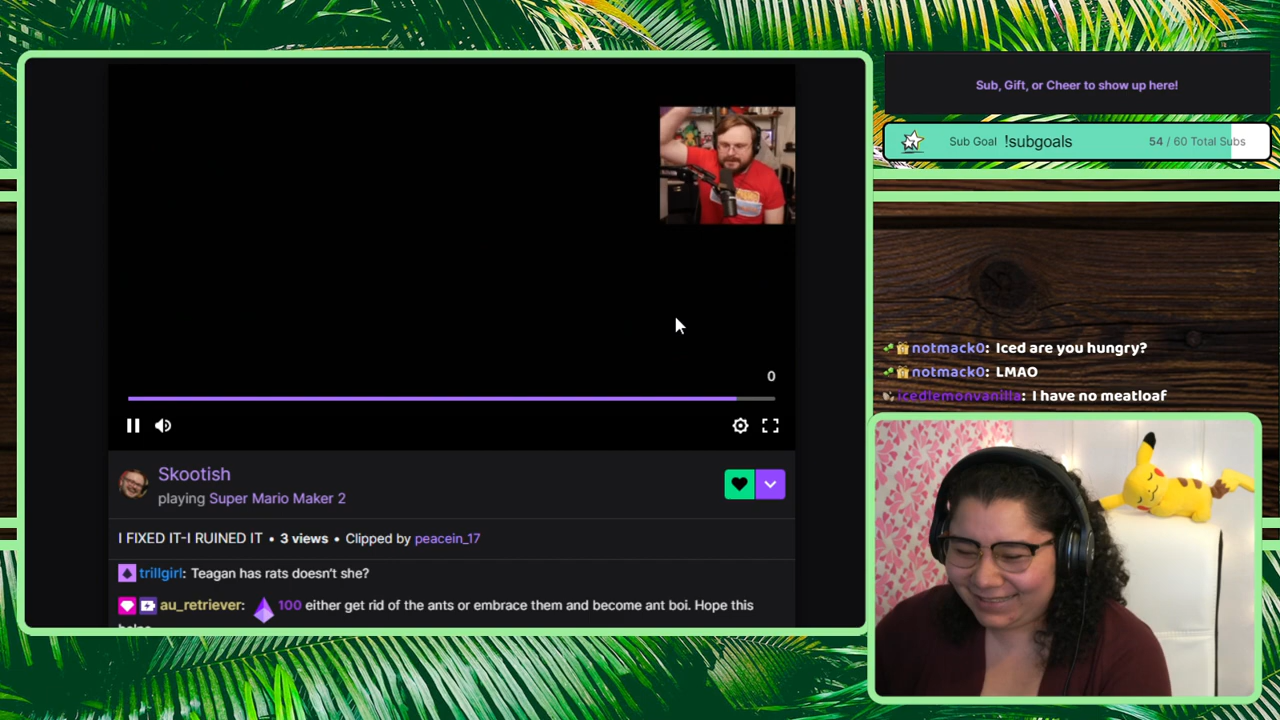 Sub, Gift, or Cheer to show up here!
Sub Goal !subgoals 54 / 60 Total Subs
0
notmack0: Iced are you hungry?
notmack0: LMAO
icedlemonvanilla: I have no meatloaf
Skootish
playing Super Mario Maker 2
I FIXED IT-I RUINED IT • 3 views • Clipped by peacein_17
trillgirl: Teagan has rats doesn't she?
au_retriever: 100 either get rid of the ants or embrace them and become ant boi. Hope this